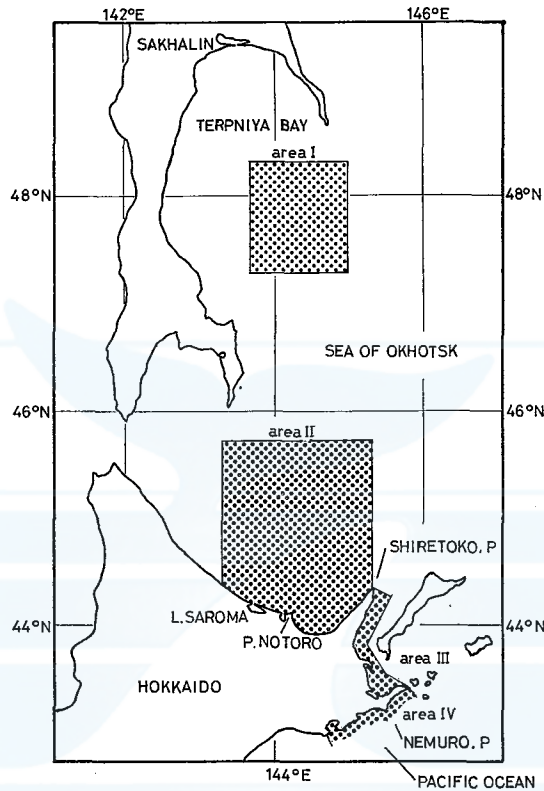 142°E
146°E
SAKHALIN
TERPNIYA BAY
area I
48°N
48°N
SEA OF OKHOTSK
46°N
46°N
area II
SHIRETOKO. P
L.SAROMA
44°N
44°N
P.NOTORO
area III
HOKKAIDO
area IV
NEMURO. P
144°E
PACIFIC OCEAN